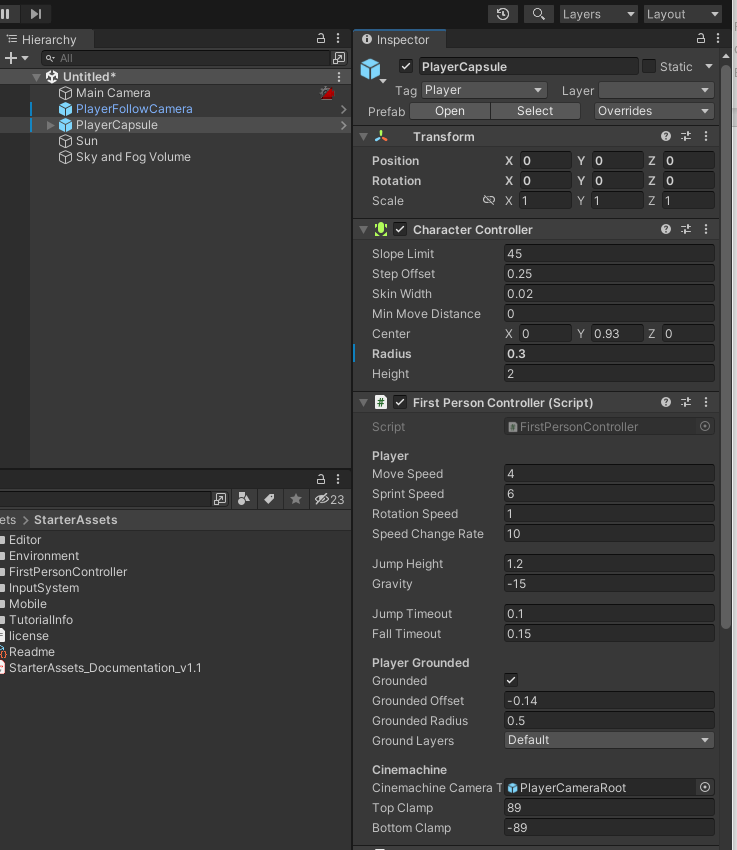 Layers
Layout
Hierarchy
All
Untitled*
Main Camera
PlayerFollowCamera
PlayerCapsule
Sun
Sky and Fog Volume
23
ets > StarterAssets
Editor
Environment
FirstPersonController
InputSystem
Mobile
TutorialInfo
license
Readme
StarterAssets_Documentation_v1.1
Inspector
PlayerCapsule Static
Tag Player Layer
Prefab Open Select Overrides
Transform
Position X 0 Y 0 Z 0
Rotation X 0 Y 0 Z 0
Scale X 1 Y 1 Z 1
Character Controller
Slope Limit 45
Step Offset 0.25
Skin Width 0.02
Min Move Distance 0
Center X 0 Y 0.93 Z 0
Radius 0.3
Height 2
# First Person Controller (Script)
Script # FirstPersonController
Player
Move Speed 4
Sprint Speed 6
Rotation Speed 1
Speed Change Rate 10
Jump Height 1.2
Gravity -15
Jump Timeout 0.1
Fall Timeout 0.15
Player Grounded
Grounded
Grounded Offset -0.14
Grounded Radius 0.5
Ground Layers Default
Cinemachine
Cinemachine Camera T PlayerCameraRoot
Top Clamp 89
Bottom Clamp -89